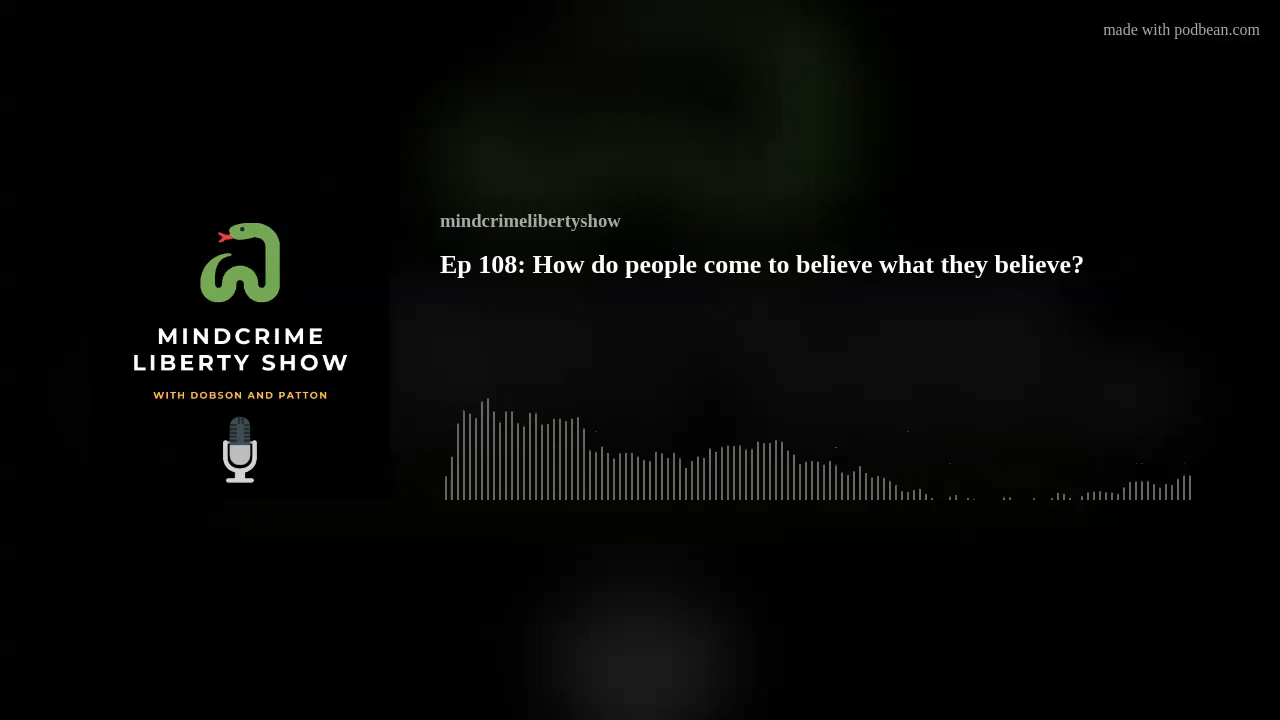 made with podbean.com
mindcrimelibertyshow
Ep 108: How do people come to believe what they believe?
MINDCRIME
LIBERTY SHOW
WITH DOBSON AND PATTON